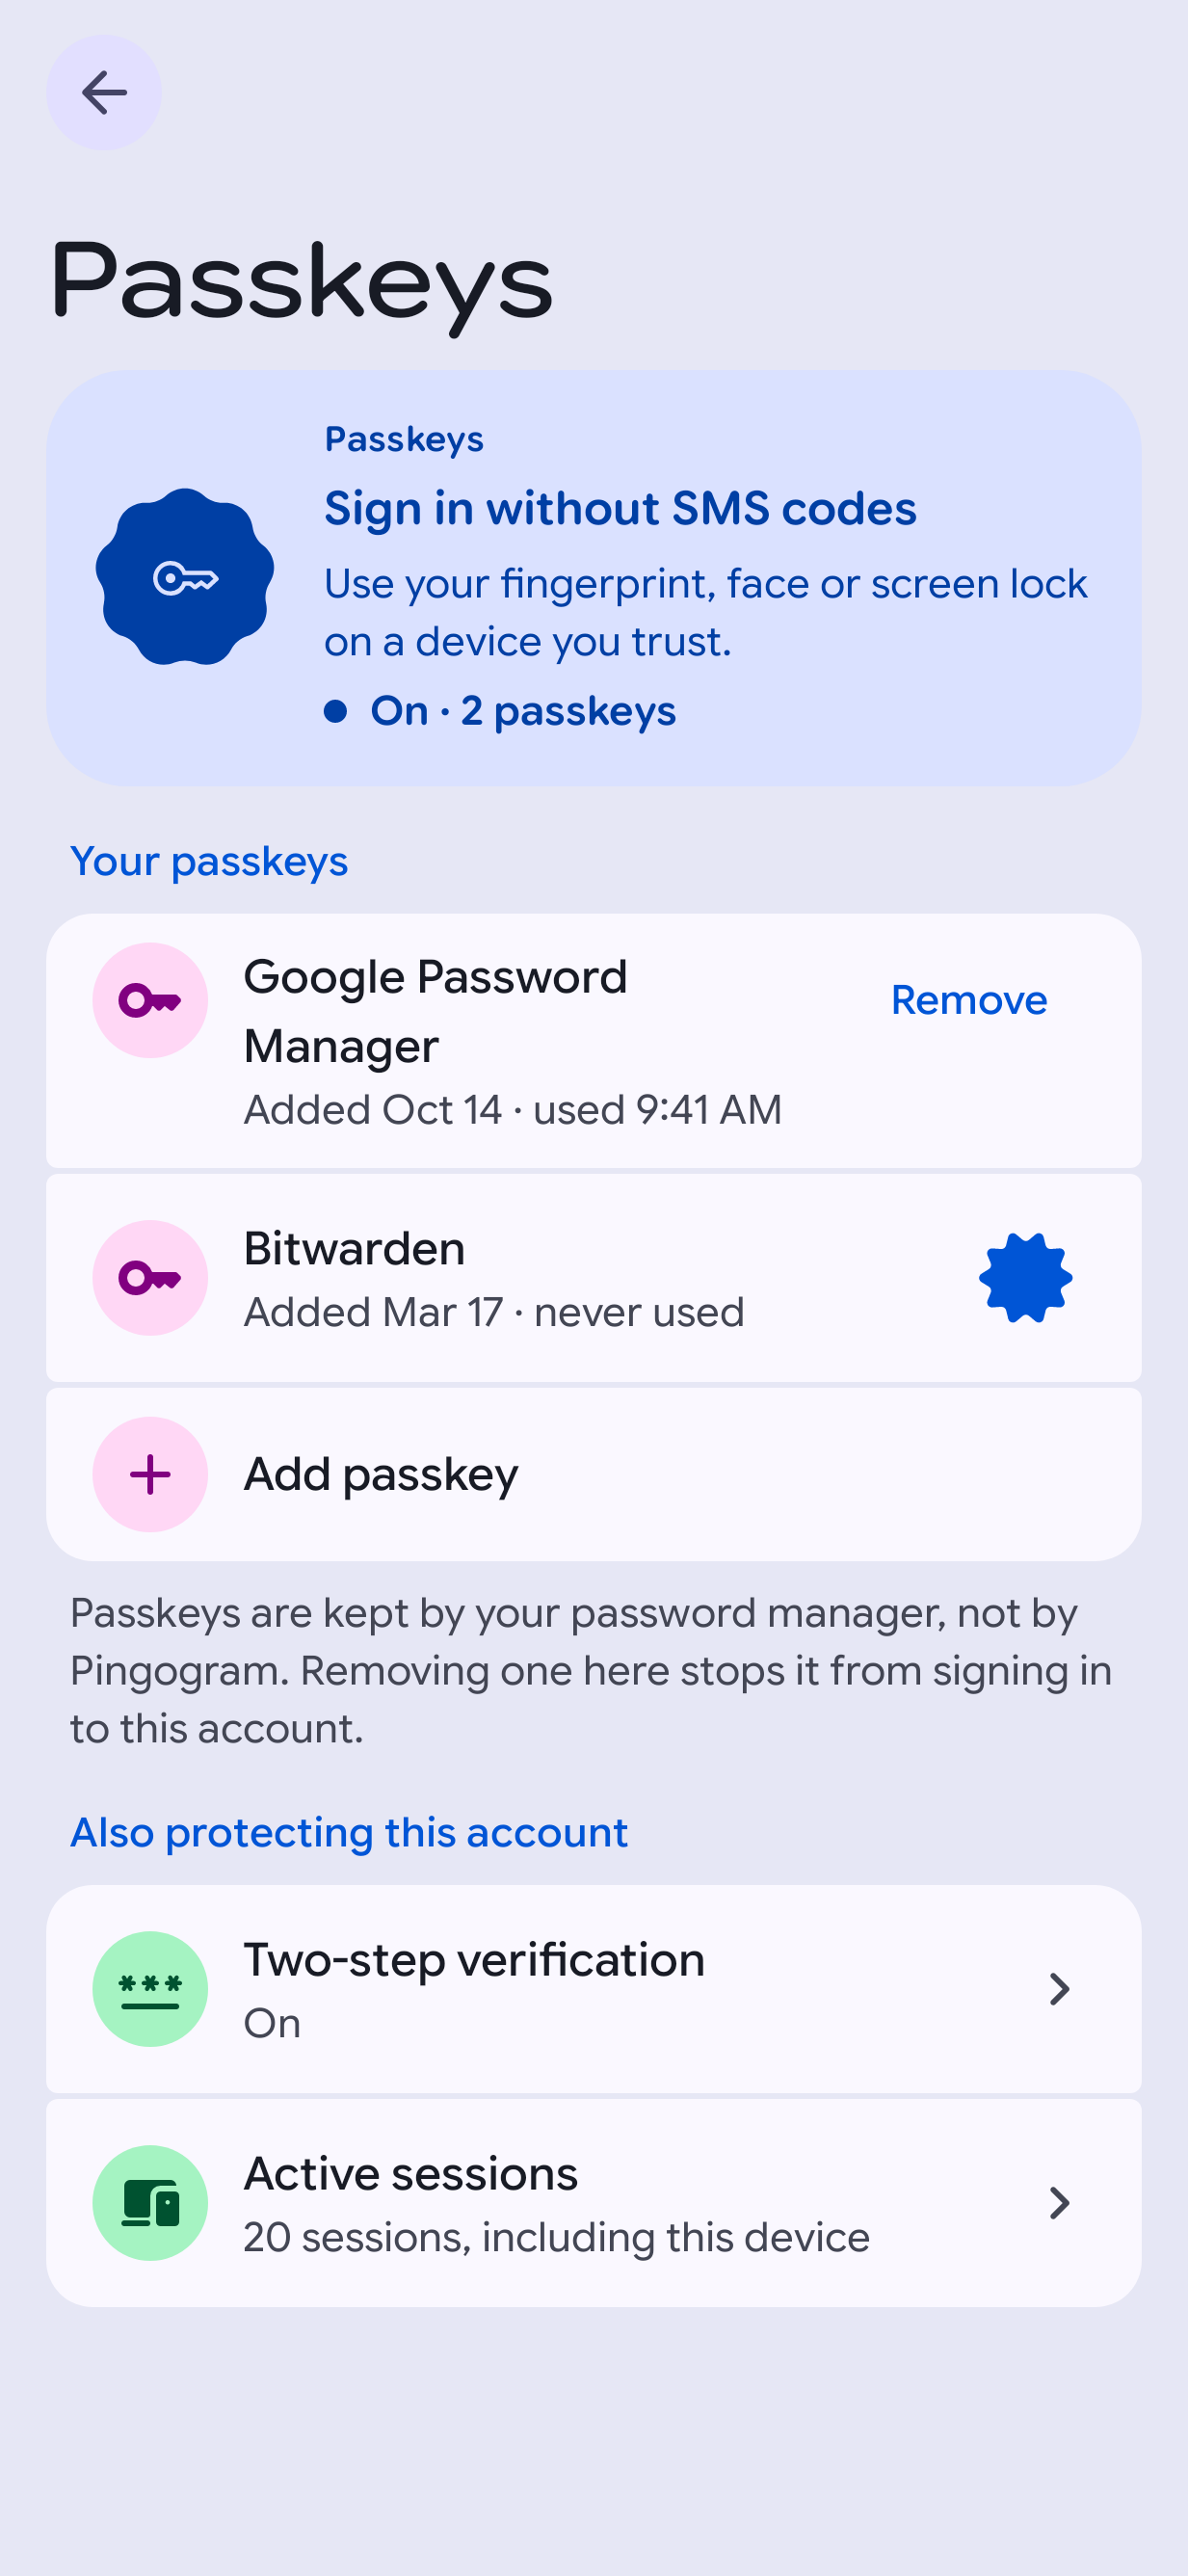 Passkeys
Passkeys
Sign in without SMS codes
Use your fingerprint, face or screen lock
on a device you trust.
On · 2 passkeys
Your passkeys
Google Password
Manager
Remove
Added Oct 14 · used 9:41 AM
Bitwarden
Added Mar 17 · never used
Add passkey
Passkeys are kept by your password manager, not by
Pingogram. Removing one here stops it from signing in
to this account.
Also protecting this account
Two-step verification
On
Active sessions
20 sessions, including this device